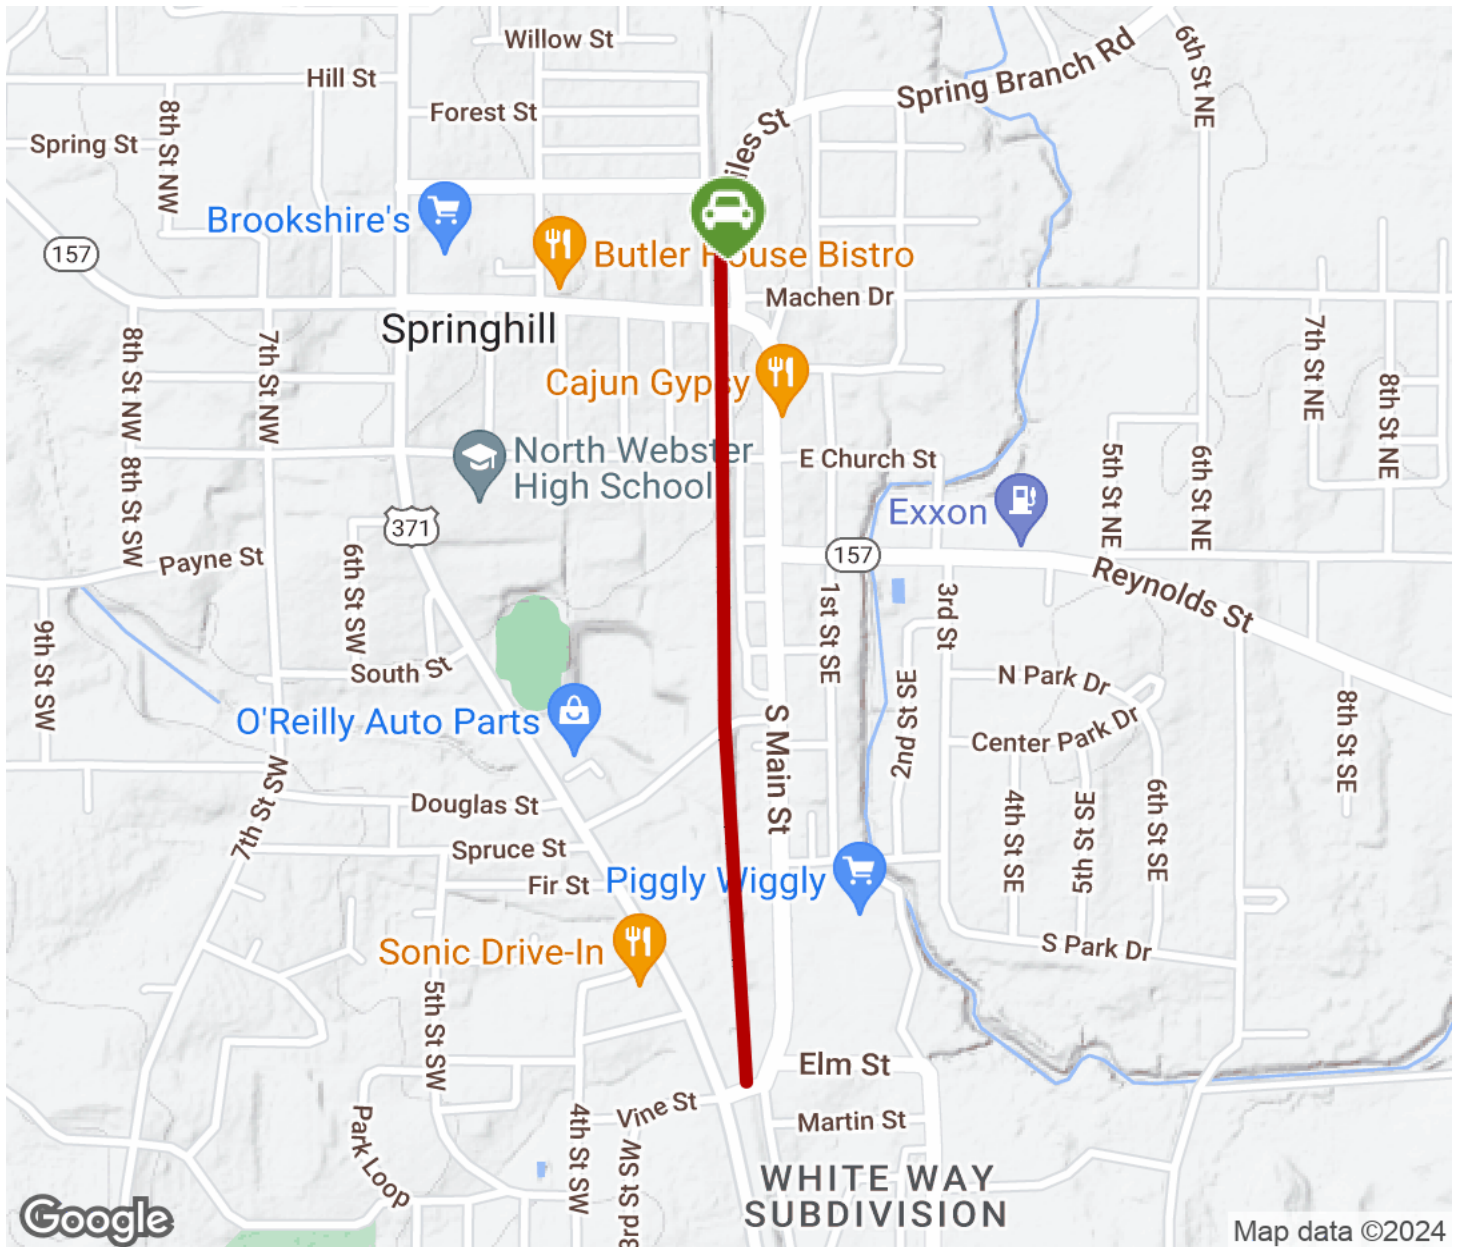 Willow St
6th St NE
Spring Branch Rd
Hill St
Forest St
8th St NW
Spring St
iles St
Brookshire's
Butler House Bistro
157
Machen Dr
Springhill
8th St NW
7th St NW
7th St NE
8th St NE
Cajun Gypsy
North Webster
High School
E Church St
8th St SW
5th St NE
6th St NE
Exxon
371
Payne St
6th St SW
157
Reynolds St
1st St SE
3rd St
9th St SW
South St
N Park Dr
2nd St SE
8th St SE
O'Reilly Auto Parts
S Main St
Center Park Dr
7th St SW
Douglas St
4th St SE
5th St SE
6th St SE
Spruce St
Fir St
Piggly Wiggly
Sonic Drive-In
S Park Dr
5th St SW
Elm St
Vine St
Martin St
Park Loop
4th St SW
3rd St SW
WHITE WAY
SUBDIVISION
Google
Map data ©2024